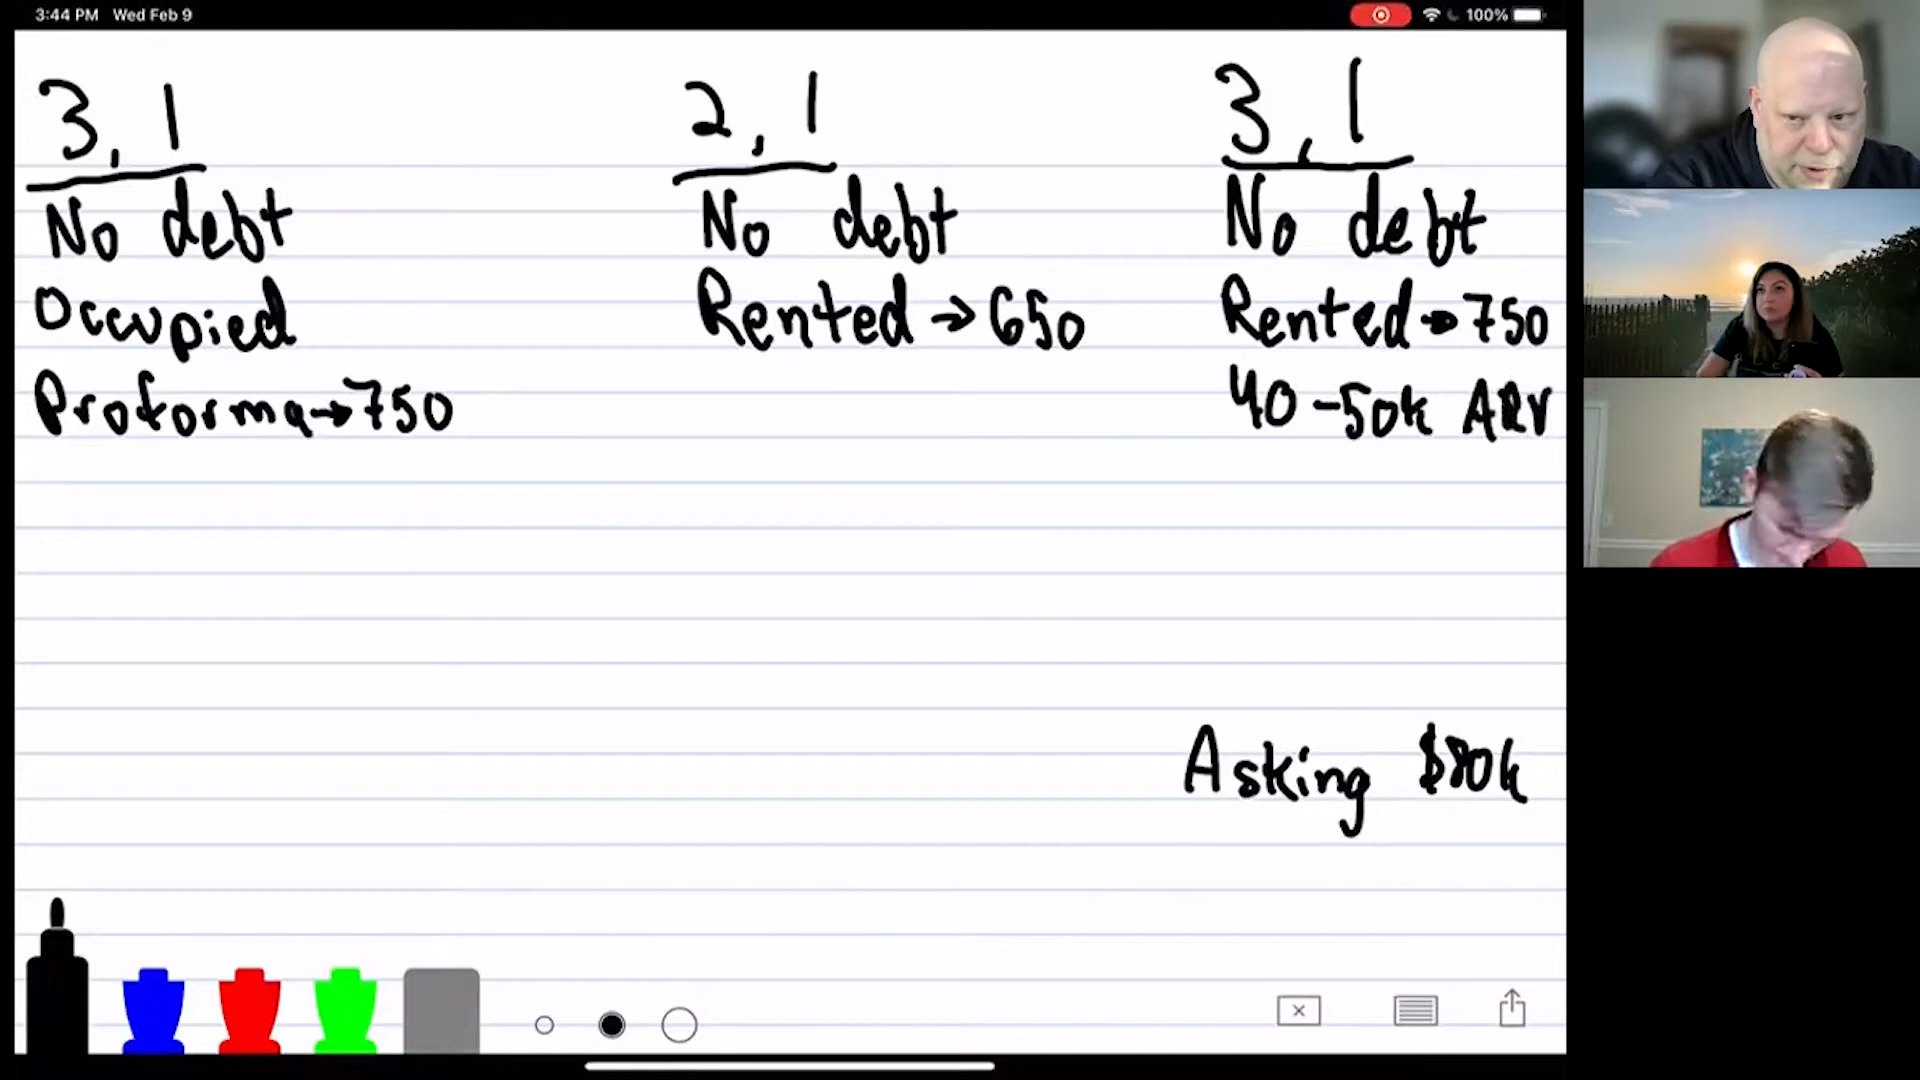 3:44 PM Wed Feb 9
100%
3, 1
No debt
Occupied
Proforma→750
2, 1
No debt
Rented→650
3, 1
No debt
Rented→750
40-50k ARV
Asking $80k